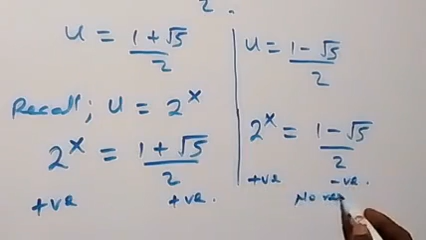 2.
u = 1 + √5 / 2
Recall; u = 2^x
2^x = 1 + √5 / 2
+ve +ve.
u = 1 - √5 / 2
2^x = 1 - √5 / 2
+ve -ve.
No